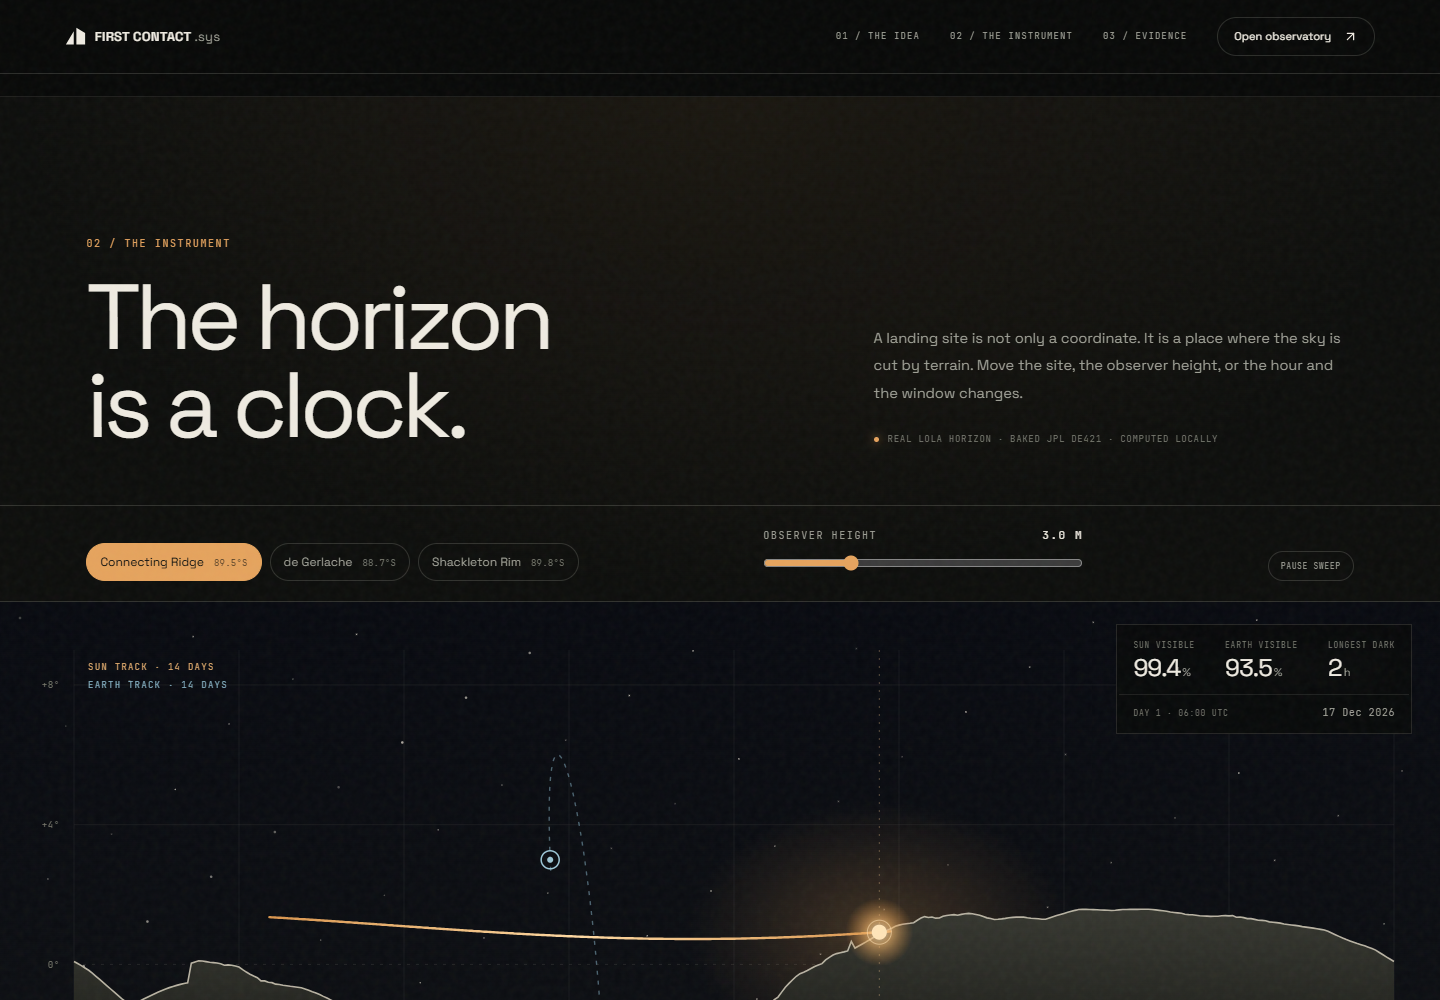 FIRST CONTACT .sys
01 / THE IDEA
02 / THE INSTRUMENT
03 / EVIDENCE
Open observatory
02 / THE INSTRUMENT
The horizon
is a clock.
A landing site is not only a coordinate. It is a place where the sky is
cut by terrain. Move the site, the observer height, or the hour and
the window changes.
REAL LOLA HORIZON · BAKED JPL DE421 · COMPUTED LOCALLY
Connecting Ridge 89.5°S
de Gerlache 88.7°S
Shackleton Rim 89.8°S
OBSERVER HEIGHT 3.0 M
PAUSE SWEEP
SUN TRACK · 14 DAYS
EARTH TRACK · 14 DAYS
SUN VISIBLE
99.4%
EARTH VISIBLE
93.5%
LONGEST DARK
2h
DAY 1 · 06:00 UTC
17 Dec 2026
+8°
+4°
0°